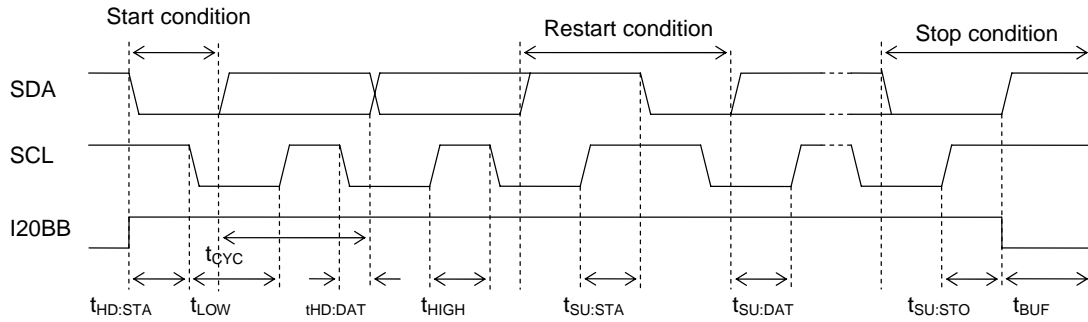 Start condition
Restart condition
Stop condition
SDA
SCL
I20BB
tCYC
tHD:STA
tLOW
tHD:DAT
tHIGH
tSU:STA
tSU:DAT
tSU:STO
tBUF